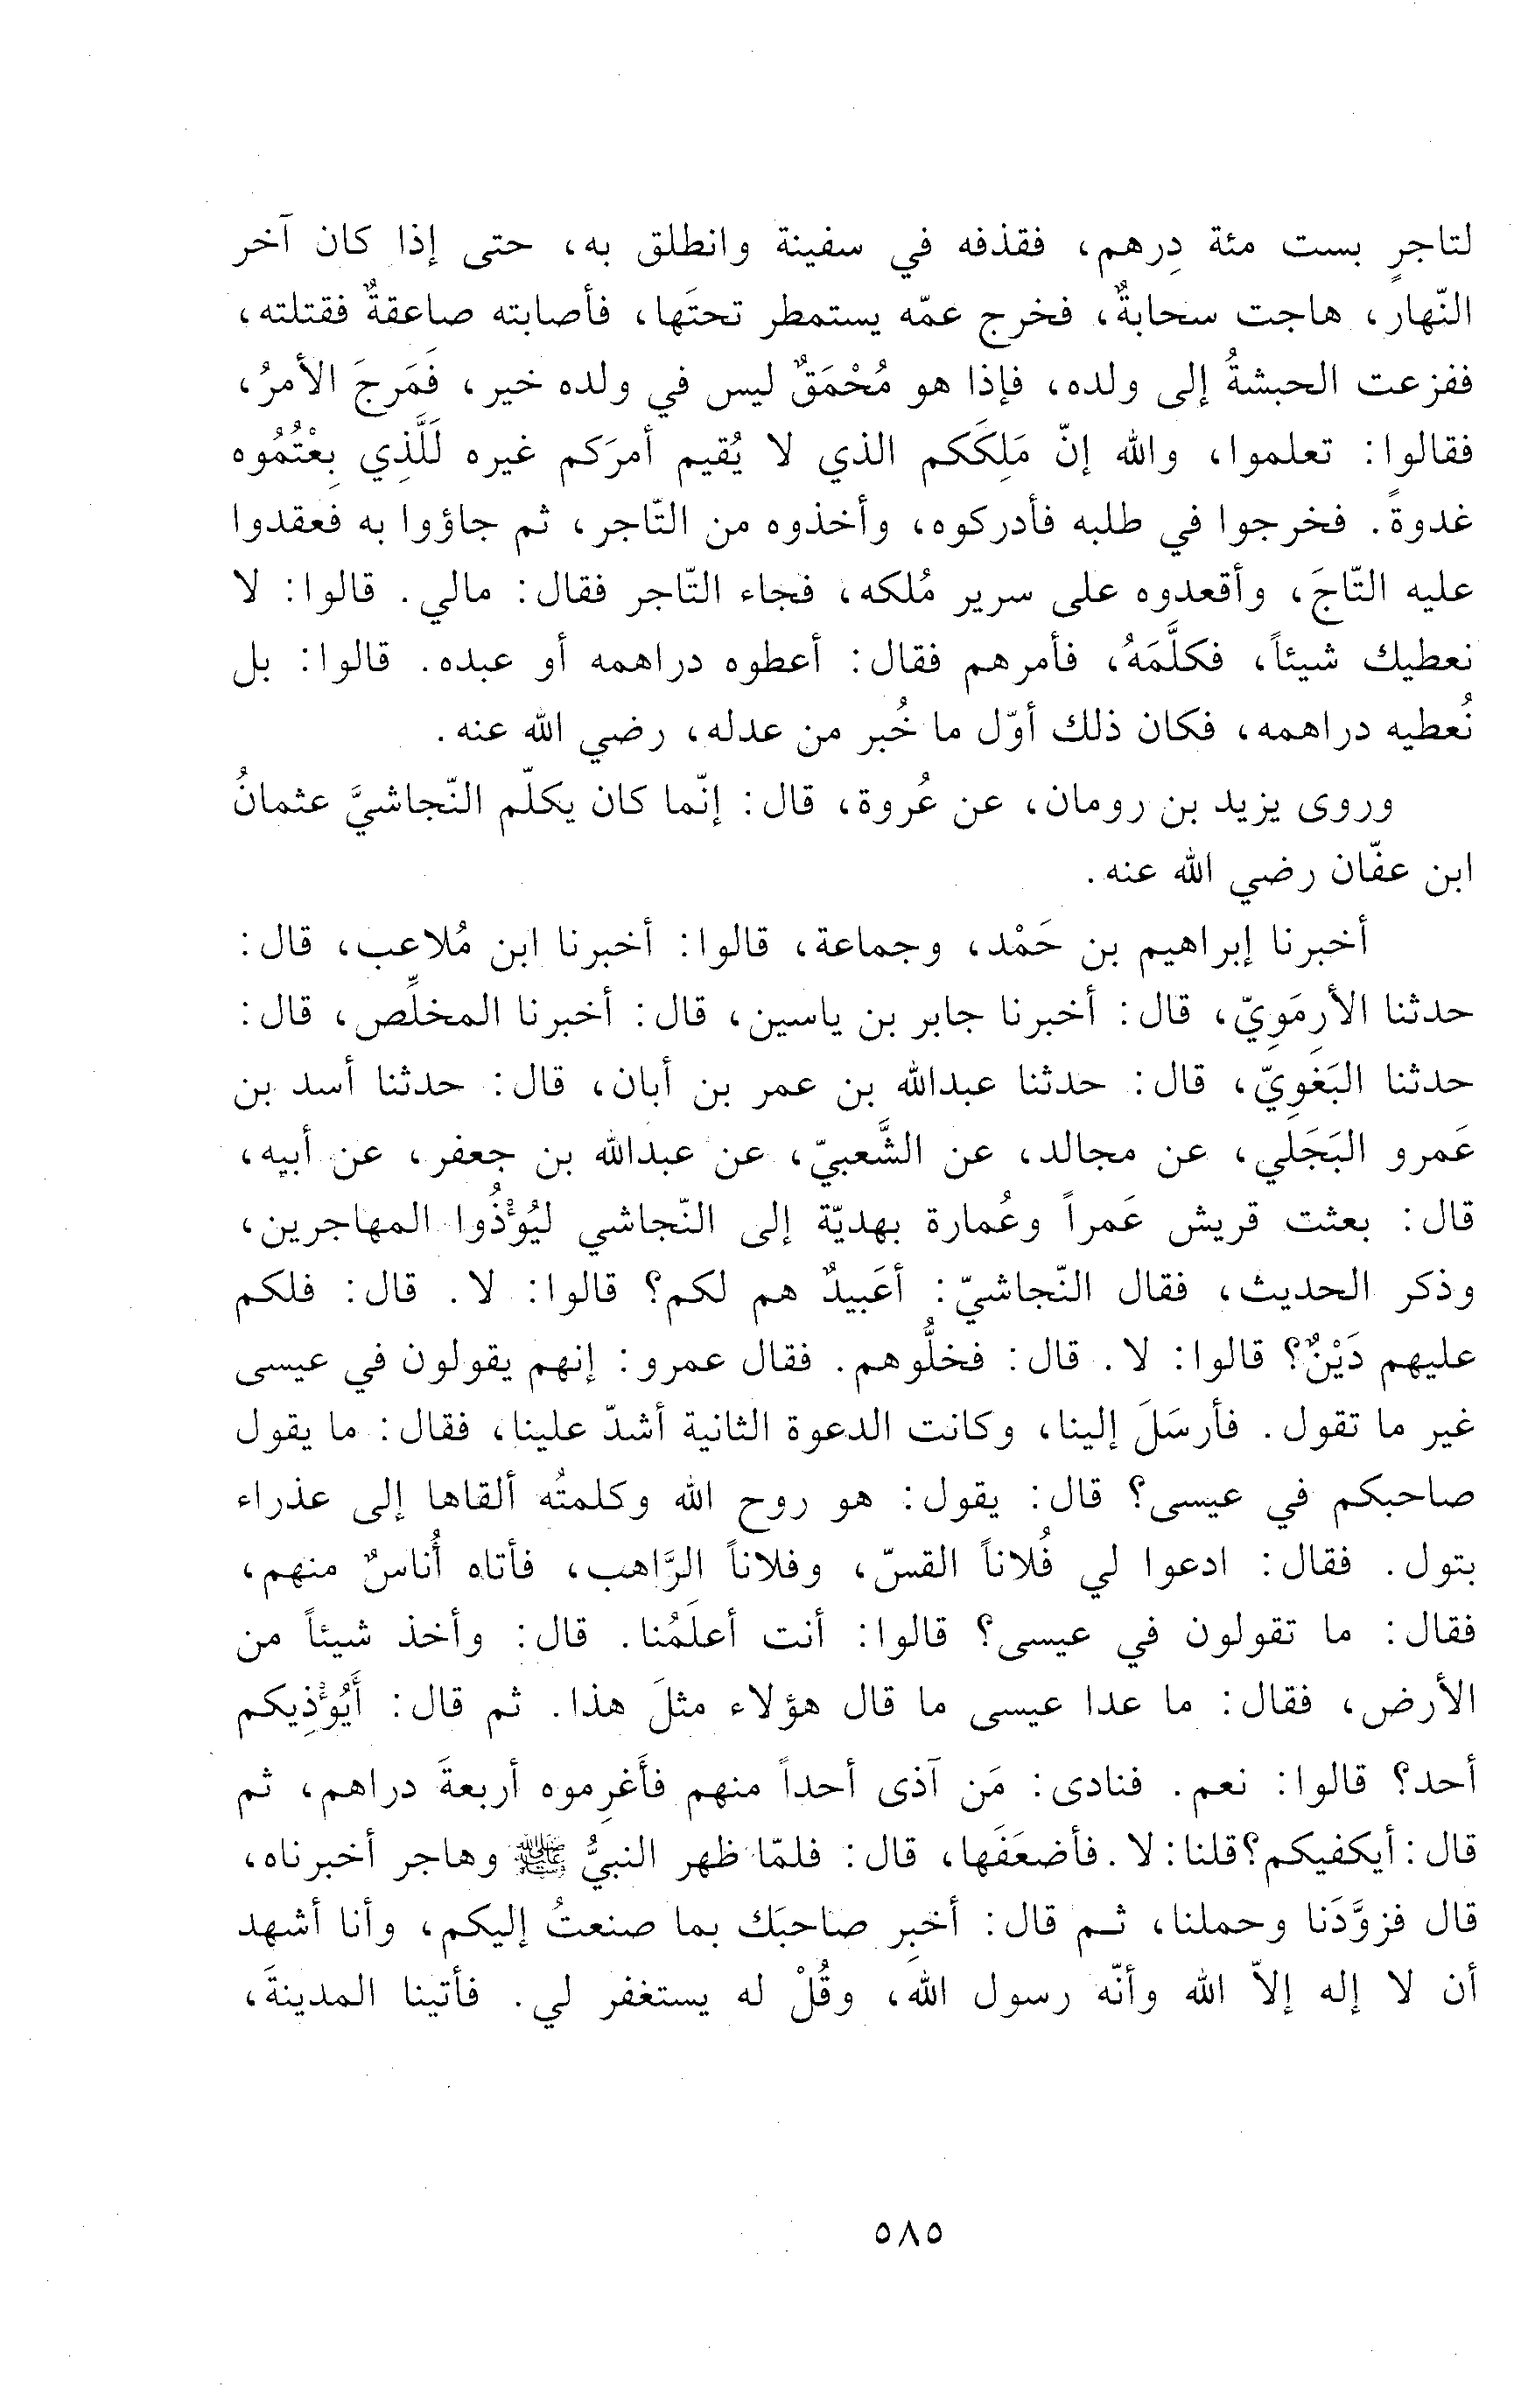 لتاجرٍ بست مئة دِرهم، فقذفه في سفينة وانطلق به، حتى إذا كان آخر
النّهار، هاجت سحابةٌ، فخرج عمّه يستمطر تحتَها، فأصابته صاعقةٌ فقتلته،
ففزعت الحبشةُ إلى ولده، فإذا هو مُحْمَقٌ ليس في ولده خير، فَمَرجَ الأمرُ،
فقالوا: تعلموا، والله إنّ مَلِكَكم الذي لا يُقيم أمرَكم غيره لَلَّذِي بِعْتُمُوه
غدوةً. فخرجوا في طلبه فأدركوه، وأخذوه من التّاجر، ثم جاؤوا به فعقدوا
عليه التّاجَ، وأقعدوه على سرير مُلكه، فجاء التّاجر فقال: مالي. قالوا: لا
نعطيك شيئاً، فكلَّمَهُ، فأمرهم فقال: أعطوه دراهمه أو عبده. قالوا: بل
نُعطيه دراهمه، فكان ذلك أوّل ما خُبر من عدله، رضي الله عنه.
وروى يزيد بن رومان، عن عُروة، قال: إنّما كان يكلّم النّجاشيَّ عثمانُ
ابن عفّان رضي الله عنه.
أخبرنا إبراهيم بن حَمْد، وجماعة، قالوا: أخبرنا ابن مُلاعب، قال:
حدثنا الأرمَوِيّ، قال: أخبرنا جابر بن ياسين، قال: أخبرنا المخلِّص، قال:
حدثنا البَغَوِيّ، قال: حدثنا عبدالله بن عمر بن أبان، قال: حدثنا أسد بن
عَمرو البَجَلي، عن مجالد، عن الشَّعبيّ، عن عبدالله بن جعفر، عن أبيه،
قال: بعثت قريش عَمراً وعُمارة بهديّة إلى النّجاشي ليُؤْذُوا المهاجرين،
وذكر الحديث، فقال النّجاشيّ: أعَبيدٌ هم لكم؟ قالوا: لا. قال: فلكم
عليهم دَيْنٌ؟ قالوا: لا. قال: فخلُّوهم. فقال عمرو: إنهم يقولون في عيسى
غير ما تقول. فأرسَلَ إلينا، وكانت الدعوة الثانية أشدّ علينا، فقال: ما يقول
صاحبكم في عيسى؟ قال: يقول: هو روح الله وكلمتُه ألقاها إلى عذراء
بتول. فقال: ادعوا لي فُلاناً القسّ، وفلاناً الرَّاهب، فأتاه أُناسٌ منهم،
فقال: ما تقولون في عيسى؟ قالوا: أنت أعلَمُنا. قال: وأخذ شيئاً من
الأرض، فقال: ما عدا عيسى ما قال هؤلاء مثلَ هذا. ثم قال: أَيُؤْذِيكم
أحد؟ قالوا: نعم. فنادى: مَن آذى أحداً منهم فأَغرِموه أربعةَ دراهم، ثم
قال: أيكفيكم؟ قلنا: لا. فأضعَفَها، قال: فلمّا ظهر النبيُّ ﷺ وهاجر أخبرناه،
قال فزوَّدَنا وحملنا، ثم قال: أخبِر صاحبَك بما صنعتُ إليكم، وأنا أشهد
أن لا إله إلاّ الله وأنّه رسول الله، وقُلْ له يستغفر لي. فأتينا المدينةَ،
٥٨٥